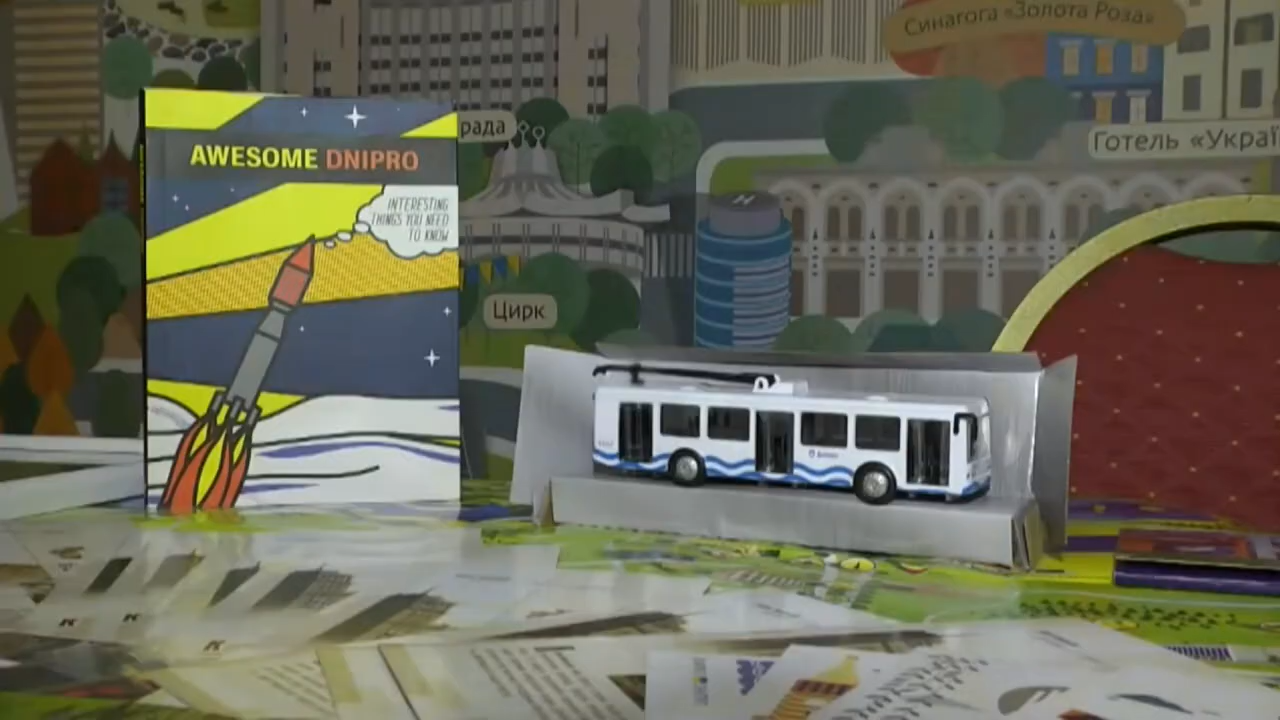 Синагога «Золота Роза»
рада
Готель «Украї
AWESOME DNIPRO
INTERESTING
THINGS YOU NEED
TO KNOW
Цирк